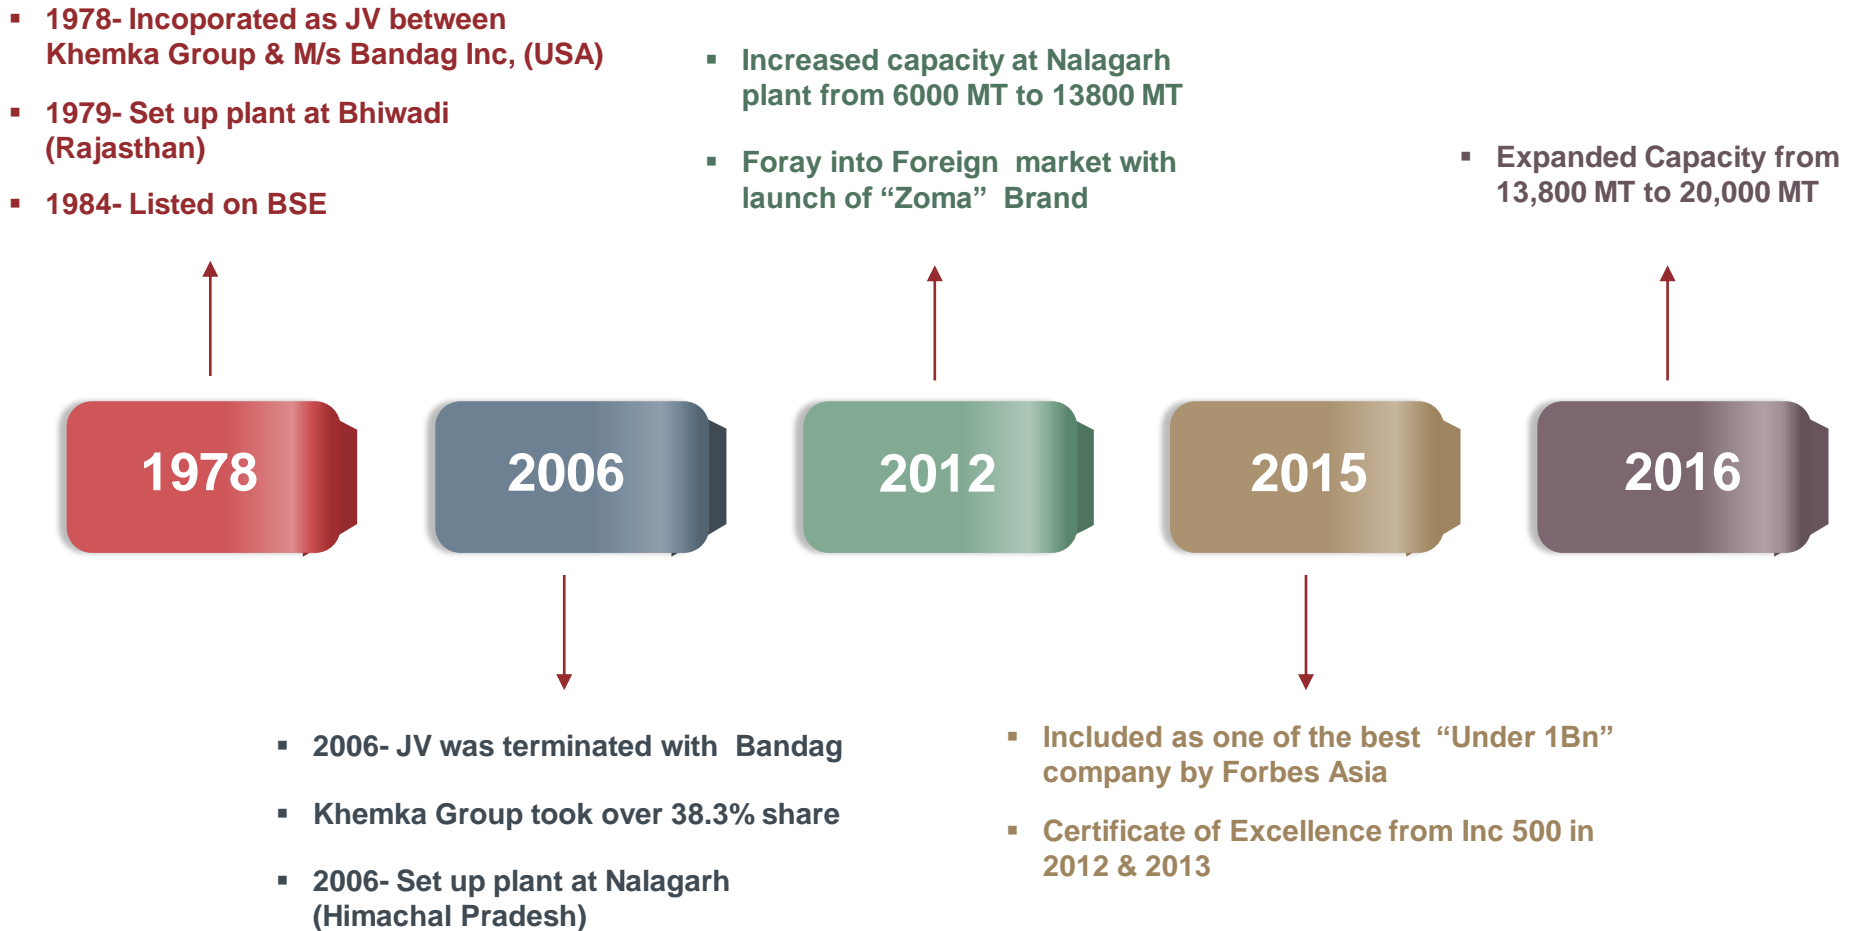 ▪ 1978- Incoporated as JV between
Khemka Group & M/s Bandag Inc, (USA)
▪ 1979- Set up plant at Bhiwadi
(Rajasthan)
▪ 1984- Listed on BSE
▪ Increased capacity at Nalagarh
plant from 6000 MT to 13800 MT
▪ Foray into Foreign market with
launch of “Zoma” Brand
▪ Expanded Capacity from
13,800 MT to 20,000 MT
1978
2006
2012
2015
2016
▪ 2006- JV was terminated with Bandag
▪ Khemka Group took over 38.3% share
▪ 2006- Set up plant at Nalagarh
(Himachal Pradesh)
▪ Included as one of the best “Under 1Bn”
company by Forbes Asia
▪ Certificate of Excellence from Inc 500 in
2012 & 2013